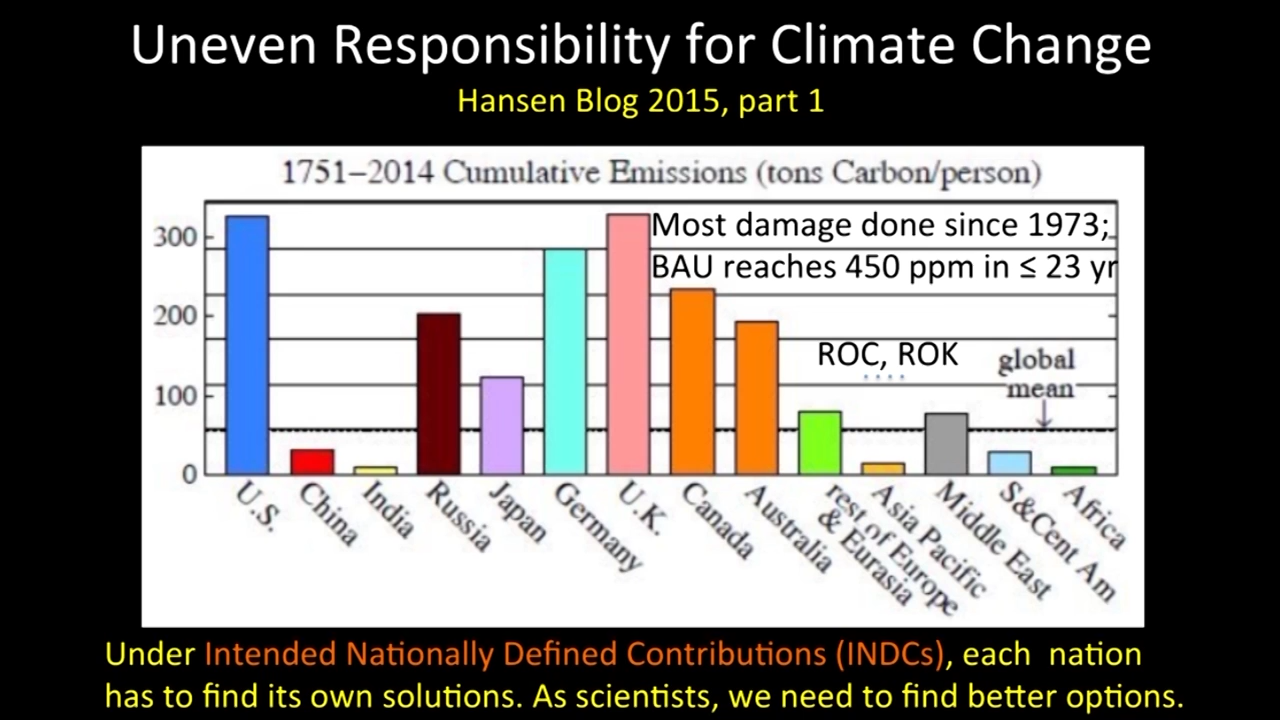 Uneven Responsibility for Climate Change
Hansen Blog 2015, part 1
1751–2014 Cumulative Emissions (tons Carbon/person)
300
200
100
0
Most damage done since 1973;
BAU reaches 450 ppm in ≤ 23 yr
ROC, ROK
global
mean
U.S.
China
India
Russia
Japan
Germany
U.K.
Canada
Australia
rest of Europe
& Eurasia
Asia Pacific
Middle East
S&Cent Am
Africa
Under Intended Nationally Defined Contributions (INDCs), each nation
has to find its own solutions. As scientists, we need to find better options.